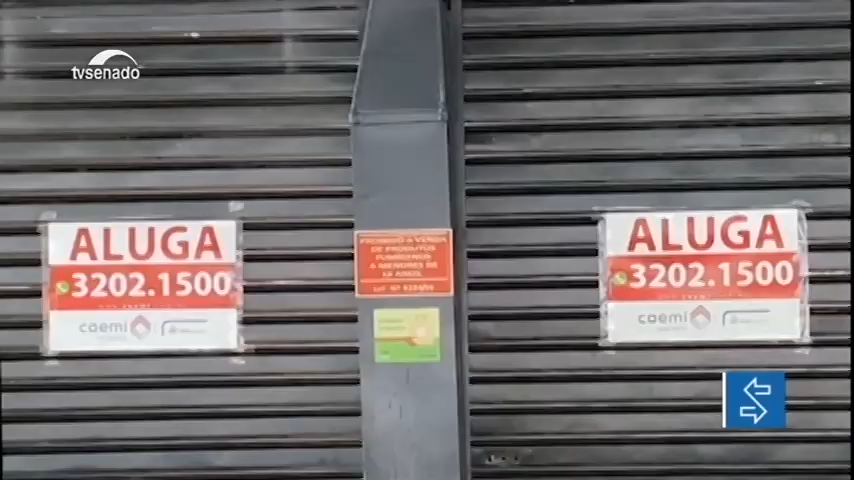 tvsenado
ALUGA
3202.1500
coemi
PROIBIDO A VENDA
DE PRODUTOS
FUMÍGENOS
A MENORES DE
18 ANOS
ALUGA
3202.1500
coemi